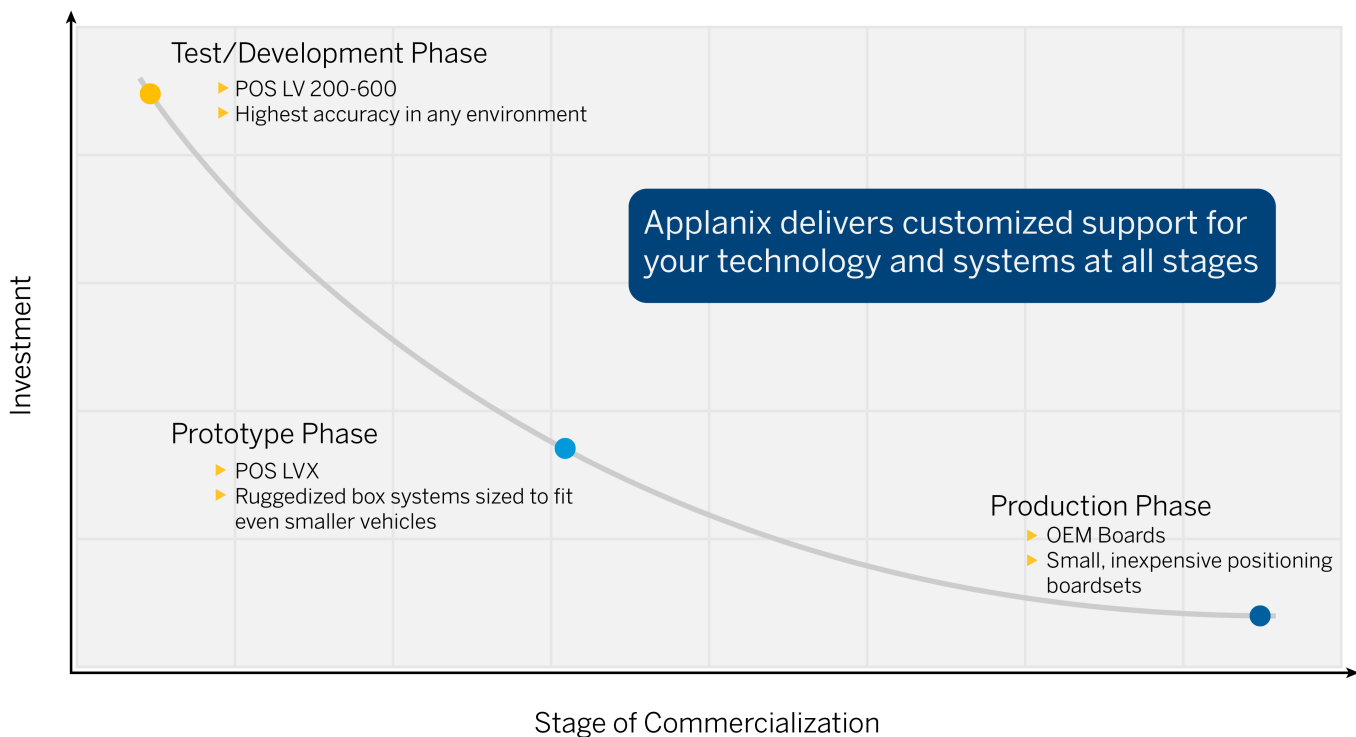 Test/Development Phase
POS LV 200-600
Highest accuracy in any environment
Applanix delivers customized support for
your technology and systems at all stages
Investment
Prototype Phase
POS LVX
Ruggedized box systems sized to fit
even smaller vehicles
Production Phase
OEM Boards
Small, inexpensive positioning
boardsets
Stage of Commercialization